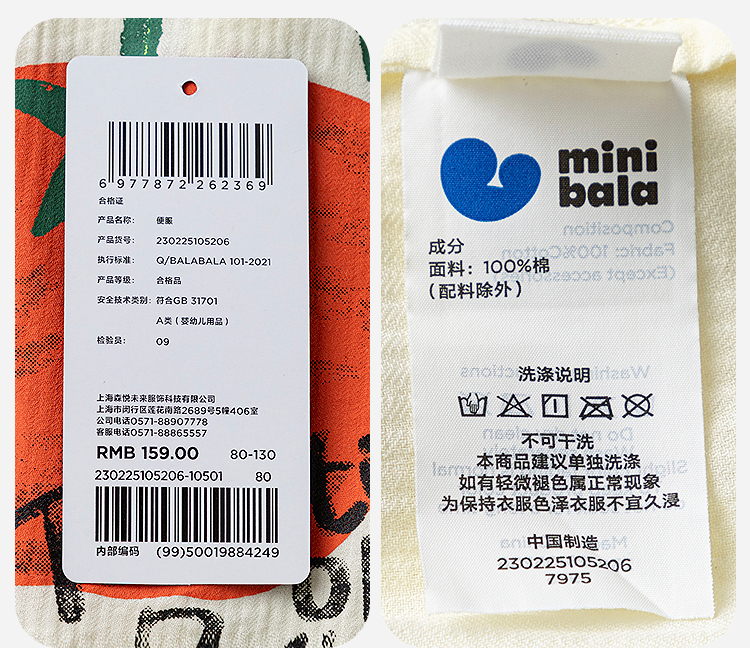 6 977872 262369
合格证
产品名称: 便服
产品货号: 230225105206
执行标准: Q/BALABALA 101-2021
产品等级: 合格品
安全技术类别: 符合GB 31701
A类（婴幼儿用品）
检验员: 09
上海森悦未来服饰科技有限公司
上海市闵行区莲花南路2689号5幢406室
公司电话0571-88907778
客服电话0571-88865557
RMB 159.00 80-130
230225105206-10501 80
内部编码 (99)50019884249
mini
bala
成分
面料：100%棉
（配料除外）
Composition
Fabric: 100%Cotton
(Except accessories)
洗涤说明
不可干洗
本商品建议单独洗涤
如有轻微褪色属正常现象
为保持衣服色泽衣服不宜久浸
中国制造
230225105206
7975